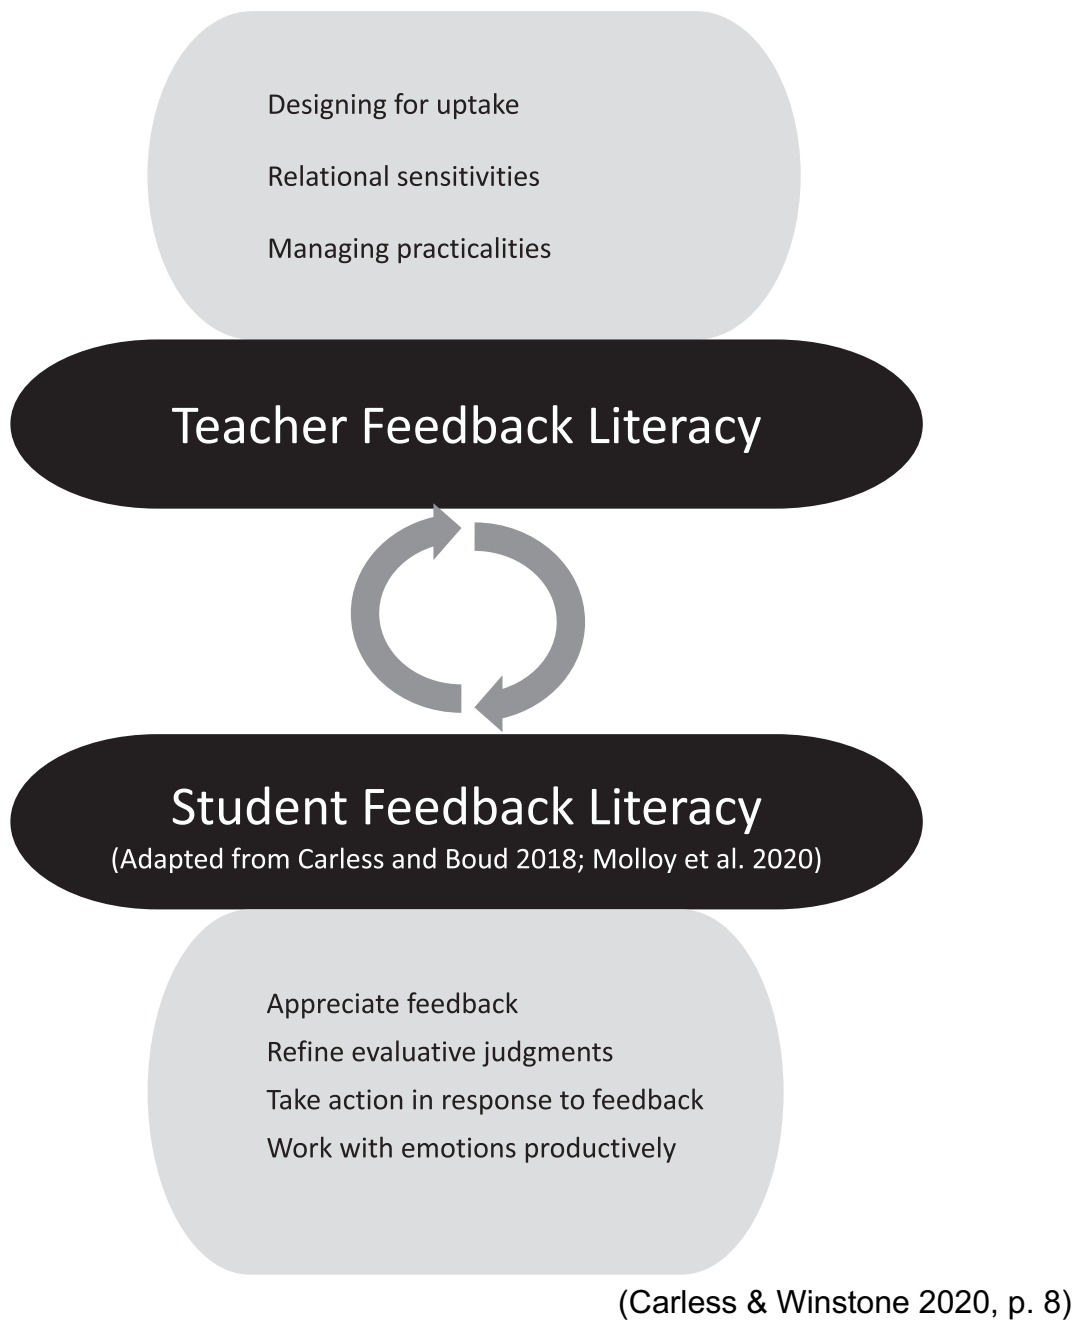 Designing for uptake
Relational sensitivities
Managing practicalities
Teacher Feedback Literacy
Student Feedback Literacy
(Adapted from Carless and Boud 2018; Molloy et al. 2020)
Appreciate feedback
Refine evaluative judgments
Take action in response to feedback
Work with emotions productively
(Carless & Winstone 2020, p. 8)